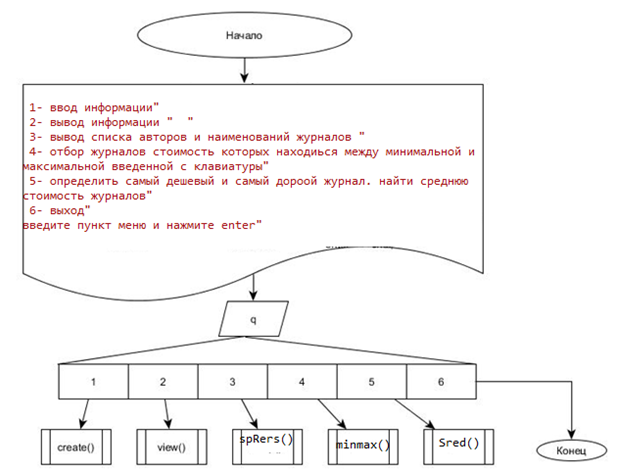 Начало
1- ввод информации"
2- вывод информации " "
3- вывод списка авторов и наименований журналов "
4- отбор журналов стоимость которых находиься между минимальной и
максимальной введенной с клавиатуры"
5- определить самый дешевый и самый дороой журнал. найти среднюю
стоимость журналов"
6- выход"
введите пункт меню и нажмите enter"
q
1 2 3 4 5 6
create() view() spRers() minmax() Sred()
Конец